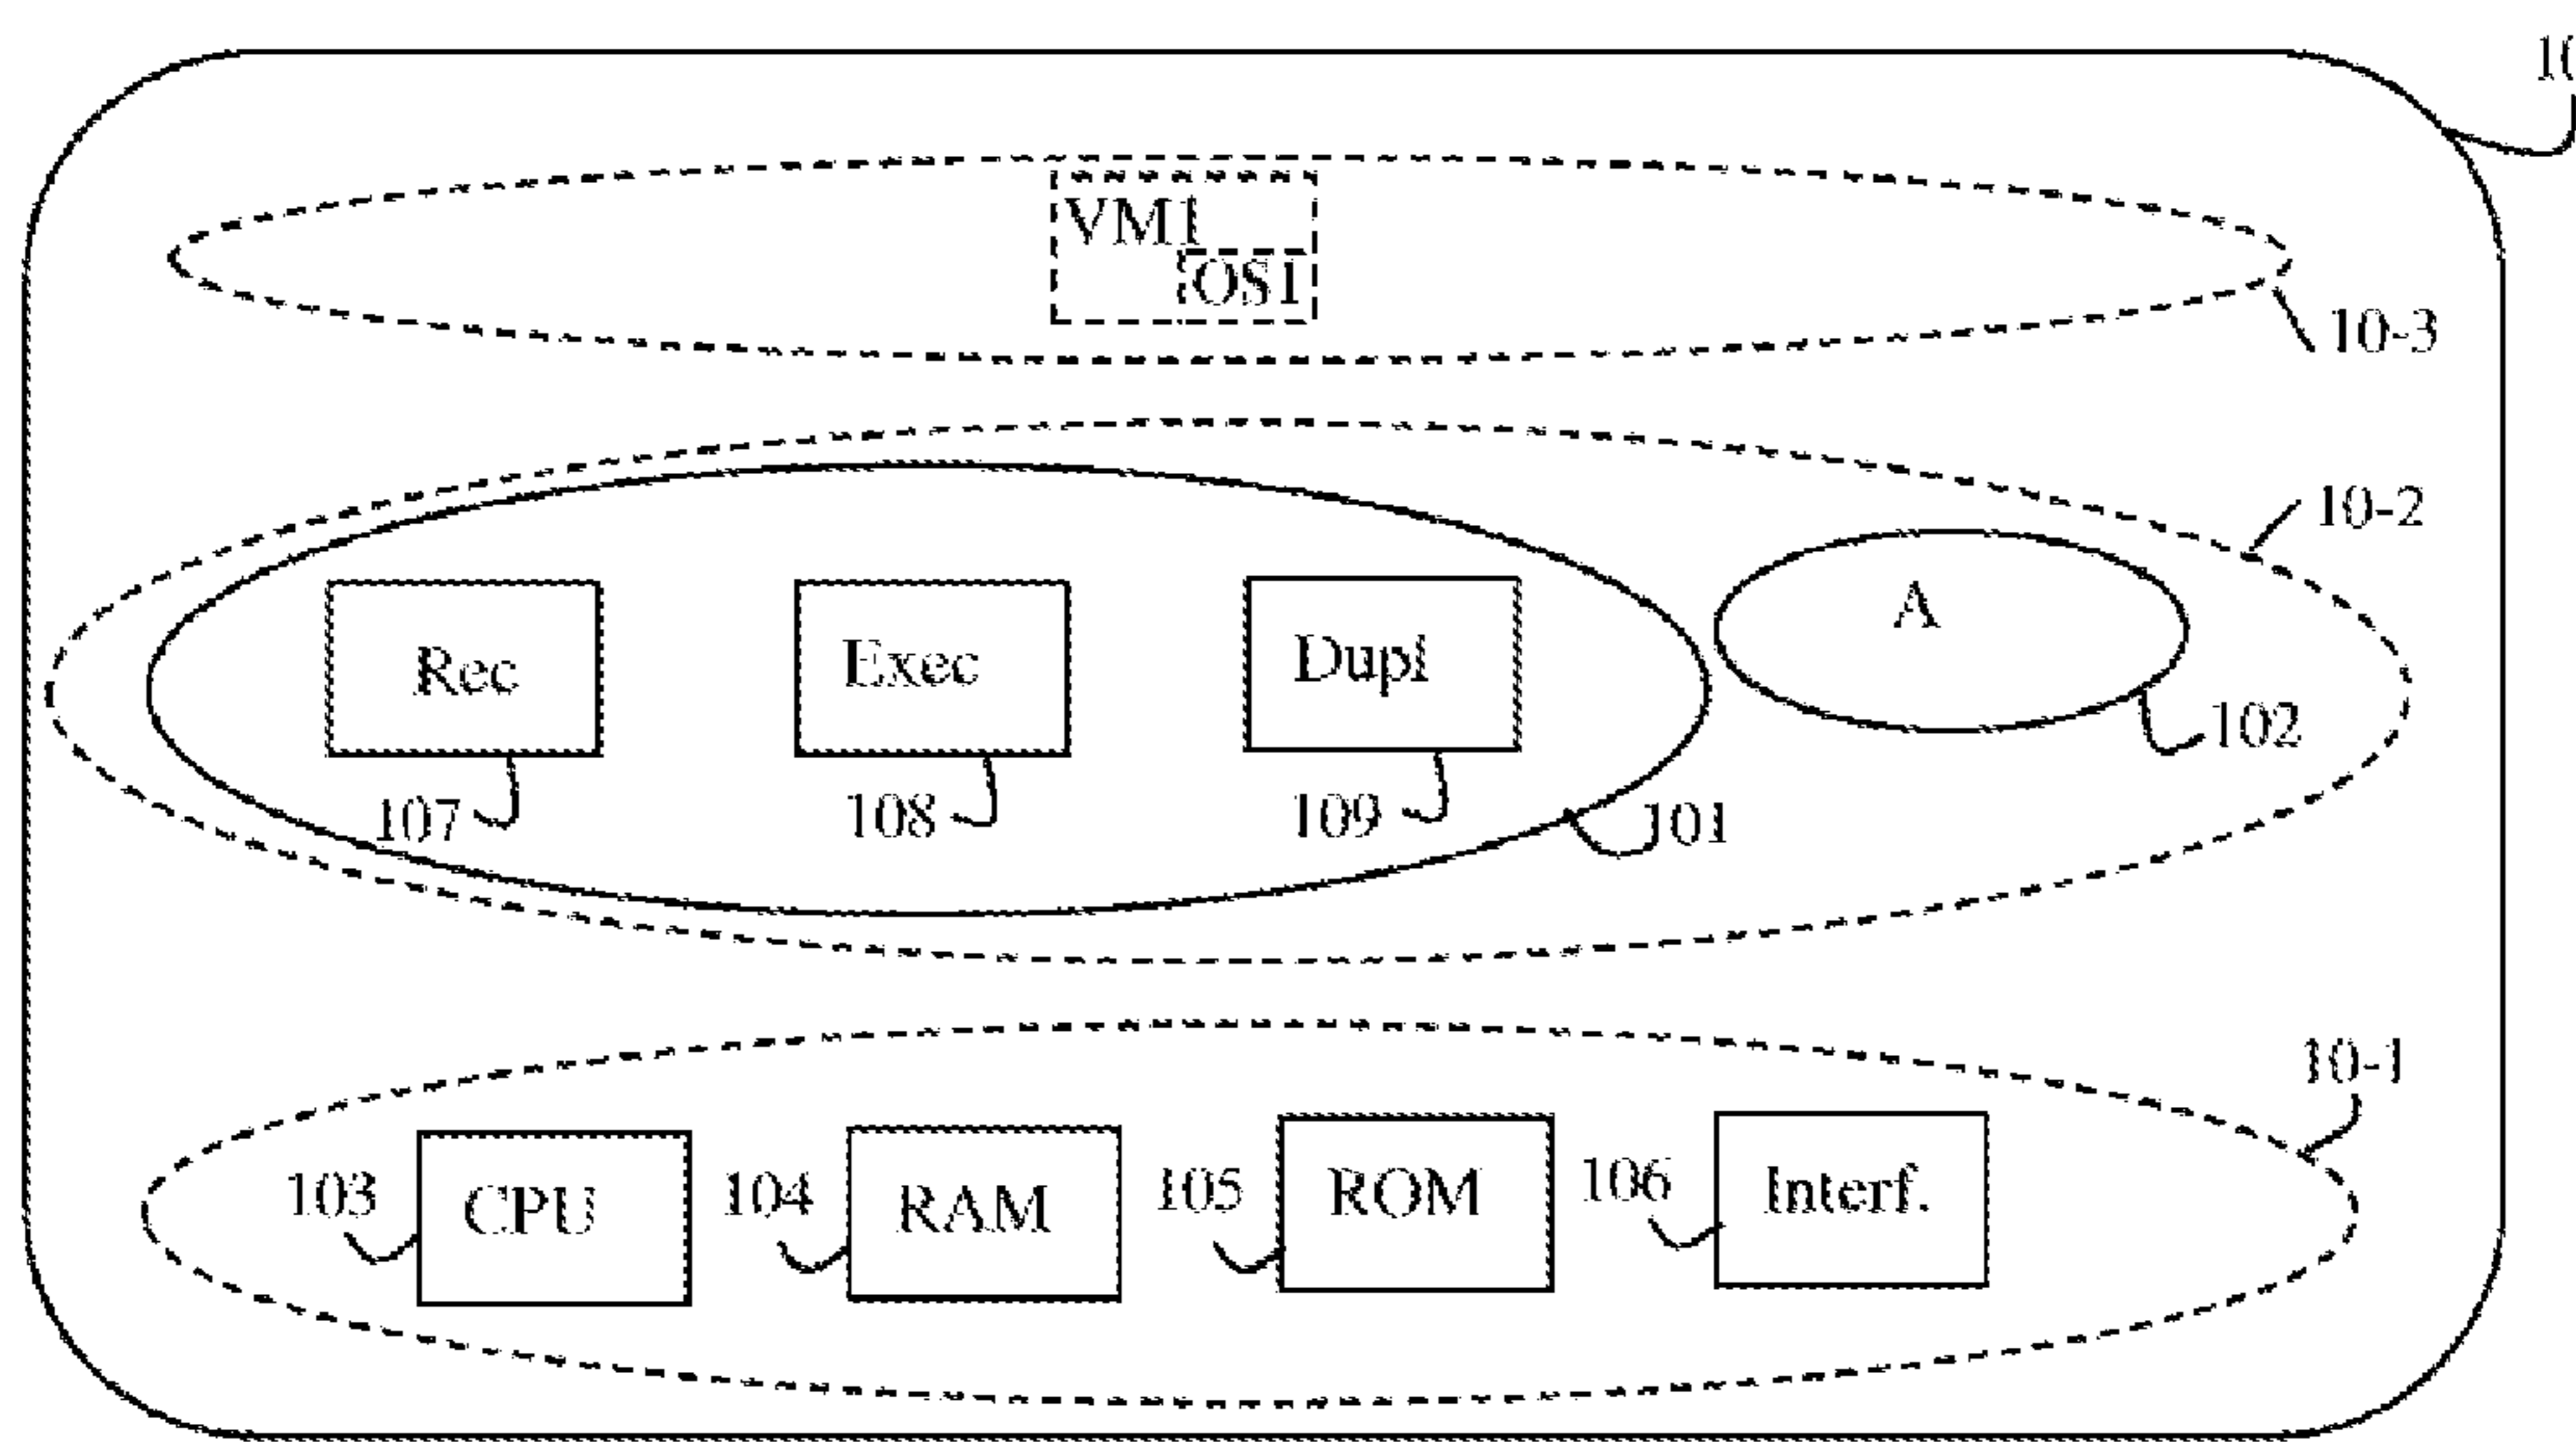 10
VM1
OS1
10-3
10-2
A
Rec
Exec
Dupl
102
107
108
109
101
10-1
103
CPU
104
RAM
105
ROM
106
Interf.